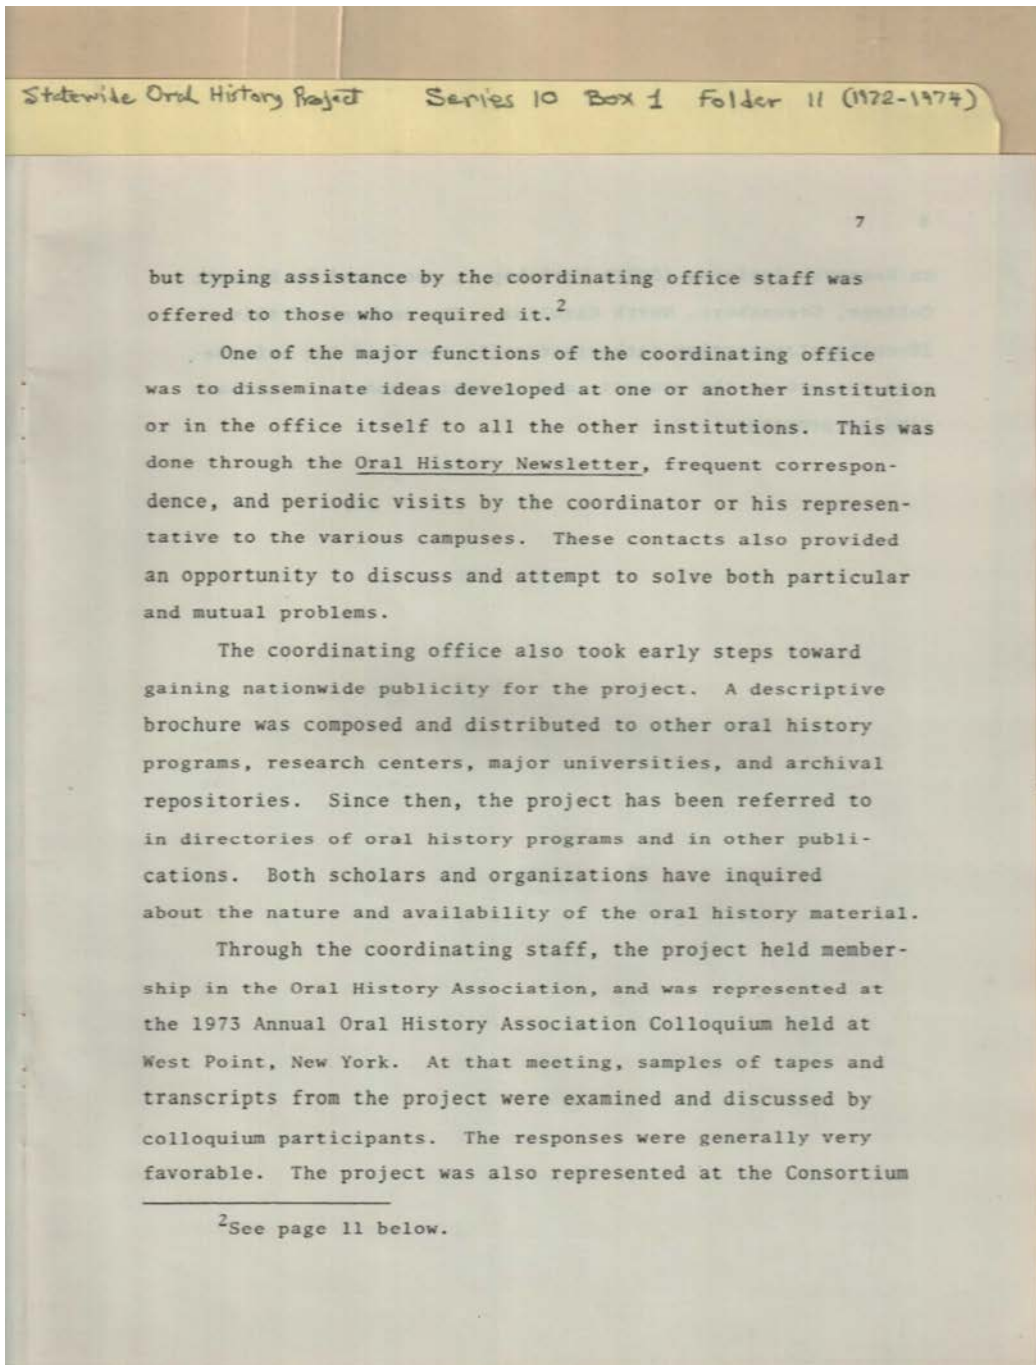 Statewide Oral History Project Series 10 Box 1 Folder 11 (1972-1974)
7
but typing assistance by the coordinating office staff was
offered to those who required it.2
One of the major functions of the coordinating office
was to disseminate ideas developed at one or another institution
or in the office itself to all the other institutions. This was
done through the Oral History Newsletter, frequent correspon-
dence, and periodic visits by the coordinator or his represen-
tative to the various campuses. These contacts also provided
an opportunity to discuss and attempt to solve both particular
and mutual problems.
The coordinating office also took early steps toward
gaining nationwide publicity for the project. A descriptive
brochure was composed and distributed to other oral history
programs, research centers, major universities, and archival
repositories. Since then, the project has been referred to
in directories of oral history programs and in other publi-
cations. Both scholars and organizations have inquired
about the nature and availability of the oral history material.
Through the coordinating staff, the project held member-
ship in the Oral History Association, and was represented at
the 1973 Annual Oral History Association Colloquium held at
West Point, New York. At that meeting, samples of tapes and
transcripts from the project were examined and discussed by
colloquium participants. The responses were generally very
favorable. The project was also represented at the Consortium
2See page 11 below.